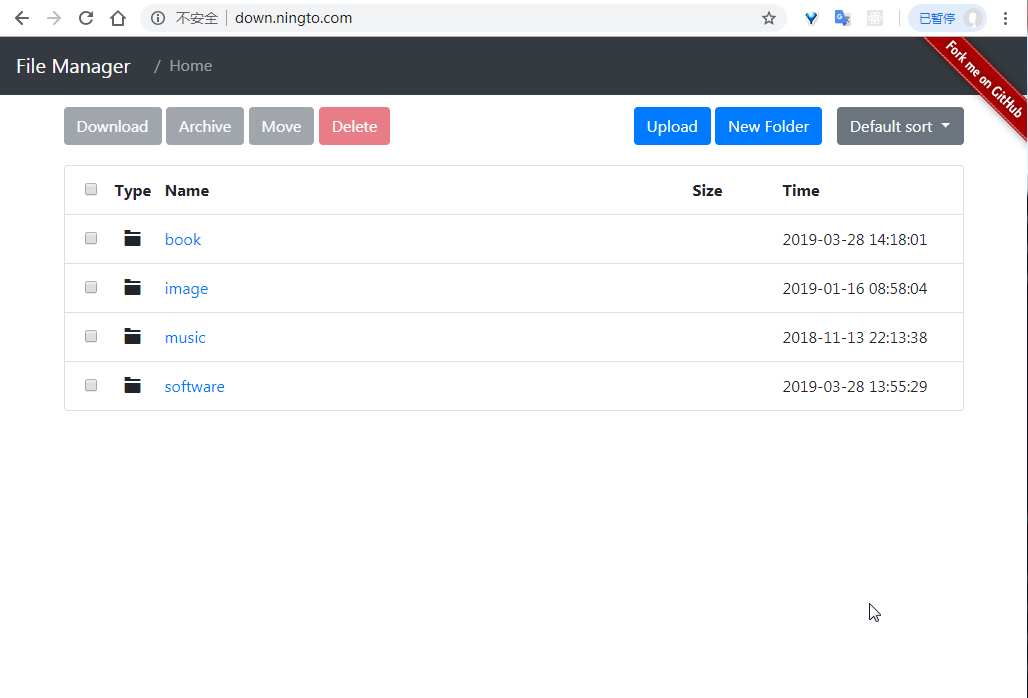 不安全 down.ningto.com 已暂停
File Manager / Home
Fork me on GitHub
Download Archive Move Delete Upload New Folder Default sort
Type Name Size Time
book 2019-03-28 14:18:01
image 2019-01-16 08:58:04
music 2018-11-13 22:13:38
software 2019-03-28 13:55:29